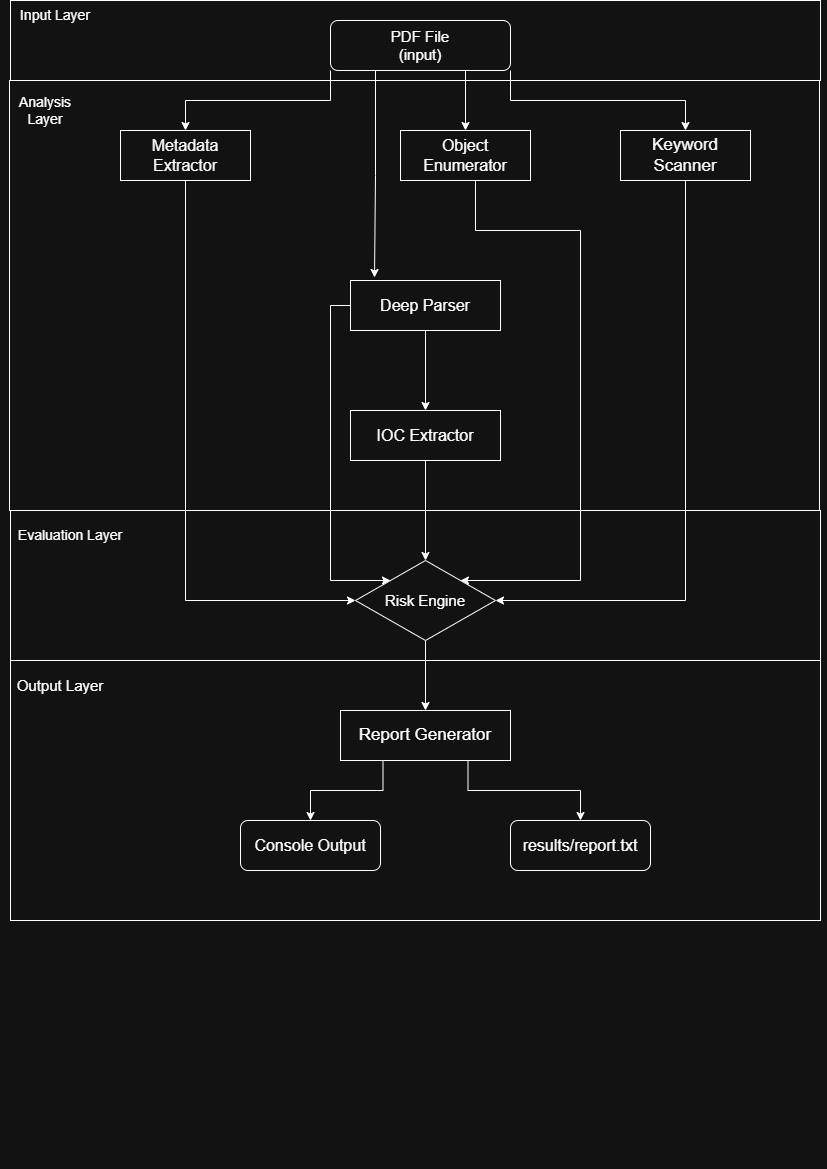 Input Layer
PDF File
(input)
Analysis
Layer
Metadata
Extractor
Object
Enumerator
Keyword
Scanner
Deep Parser
IOC Extractor
Evaluation Layer
Risk Engine
Output Layer
Report Generator
Console Output
results/report.txt